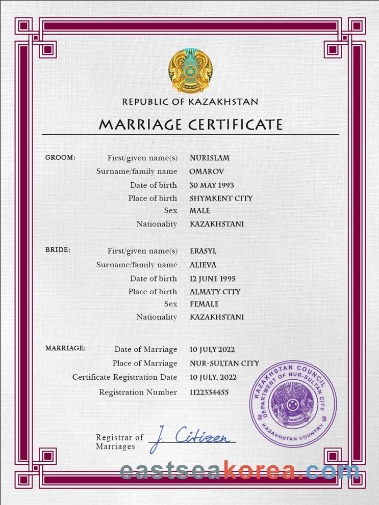 REPUBLIC OF KAZAKHSTAN
MARRIAGE CERTIFICATE
GROOM: First/given name(s) NURISLAM
Surname/family name OMAROV
Date of birth 30 MAY 1993
Place of birth SHYMKENT CITY
Sex MALE
Nationality KAZAKHSTANI
BRIDE: First/given name(s) ERASYL
Surname/family name ALIEVA
Date of birth 12 JUNE 1995
Place of birth ALMATY CITY
Sex FEMALE
Nationality KAZAKHSTANI
MARRIAGE: Date of Marriage 10 JULY 2022
Place of Marriage NUR-SULTAN CITY
Certificate Registration Date 10 JULY, 2022
Registration Number 1122334455
KAZAKHSTAN COUNCIL
DEPARTMENT OF NUR-SULTAN CITY
KAZAKHSTAN COUNTRY
Registrar of Marriages J. Citizen
eastseakorea.com